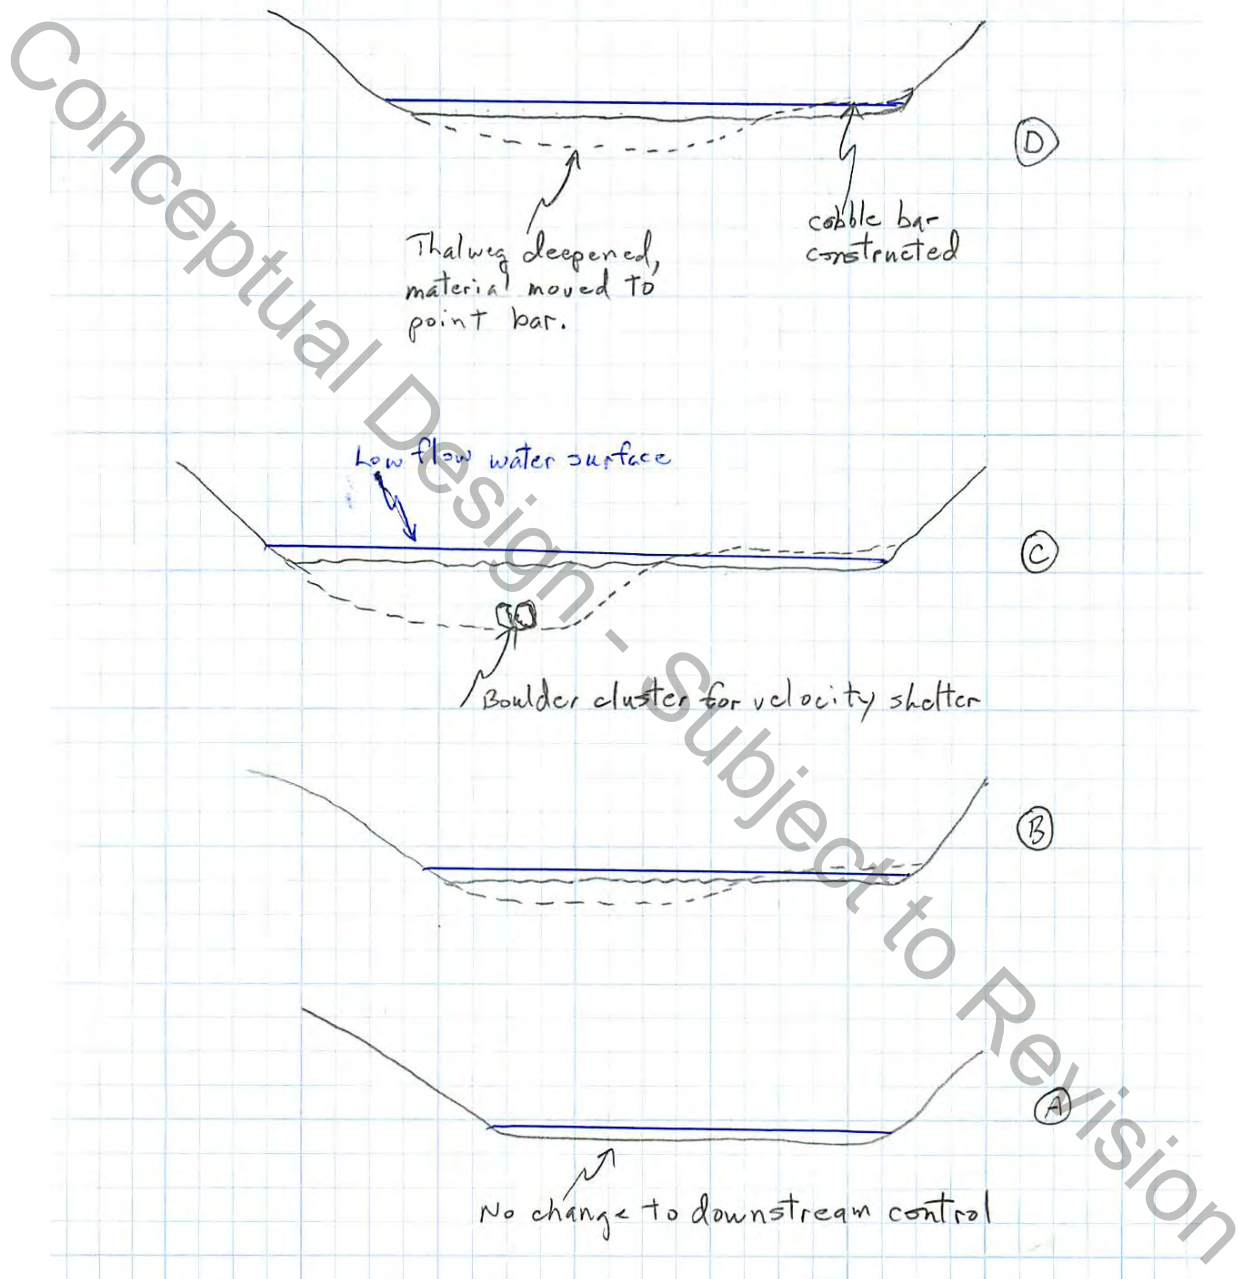 D
Thalweg deepened,
material moved to
point bar.
cobble bar
constructed
Low flow water surface
C
Boulder cluster for velocity shelter
B
A
No change to downstream control
Conceptual Design - Subject to Revision